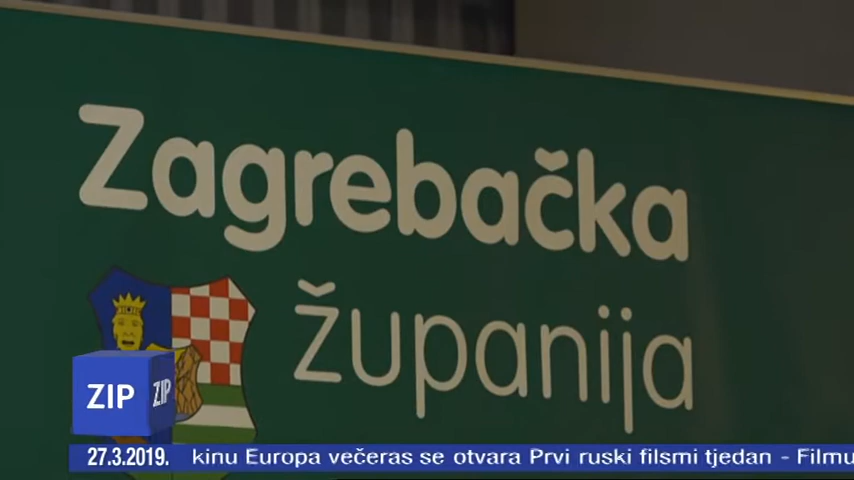 Zagrebačka
županija
ZIP ZIP
27.3.2019. kinu Europa večeras se otvara Prvi ruski filsmi tjedan - Filmu